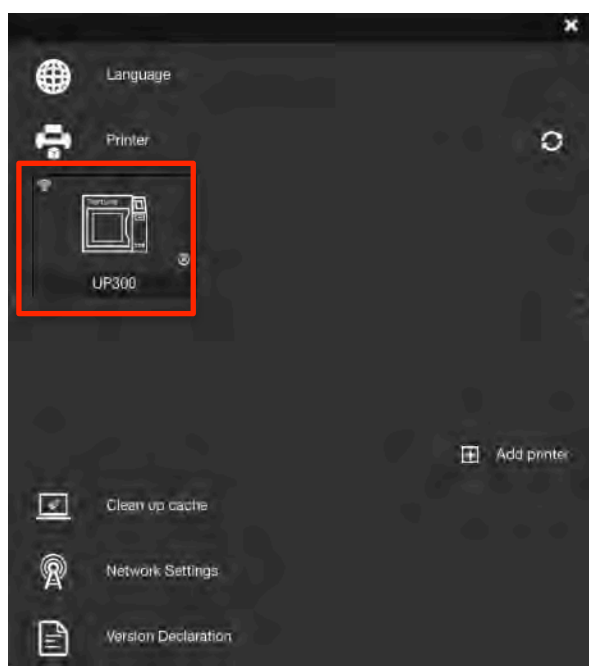 Language
Printer
UP300
Add printer
Clean up cache
Network Settings
Version Declaration